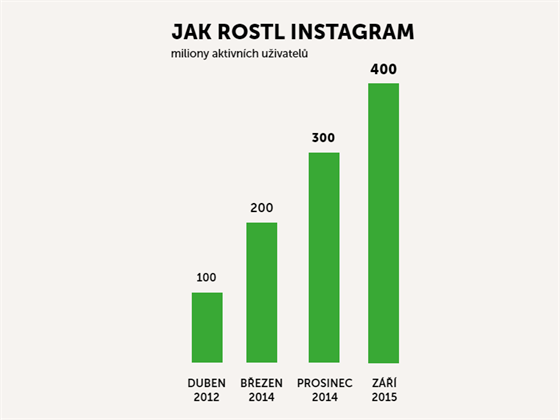 JAK ROSTL INSTAGRAM
miliony aktivních uživatelů
400
300
200
100
DUBEN BŘEZEN PROSINEC ZÁŘÍ
2012 2014 2014 2015